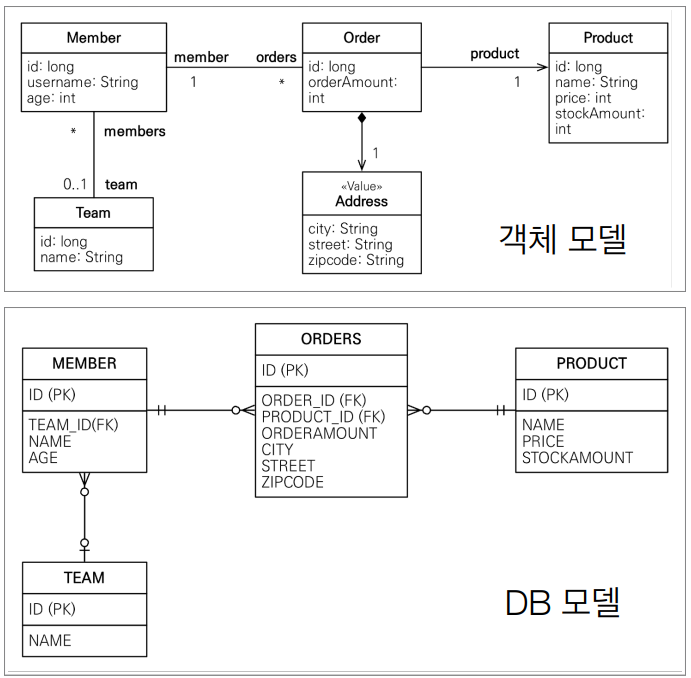 Member
id: long
username: String
age: int
member
1
orders
*
Order
id: long
orderAmount:
int
product
1
Product
id: long
name: String
price: int
stockAmount:
int
*
members
0..1
team
Team
id: long
name: String
1
«Value»
Address
city: String
street: String
zipcode: String
객체 모델
MEMBER
ID (PK)
TEAM_ID(FK)
NAME
AGE
ORDERS
ID (PK)
ORDER_ID (FK)
PRODUCT_ID (FK)
ORDERAMOUNT
CITY
STREET
ZIPCODE
PRODUCT
ID (PK)
NAME
PRICE
STOCKAMOUNT
TEAM
ID (PK)
NAME
DB 모델